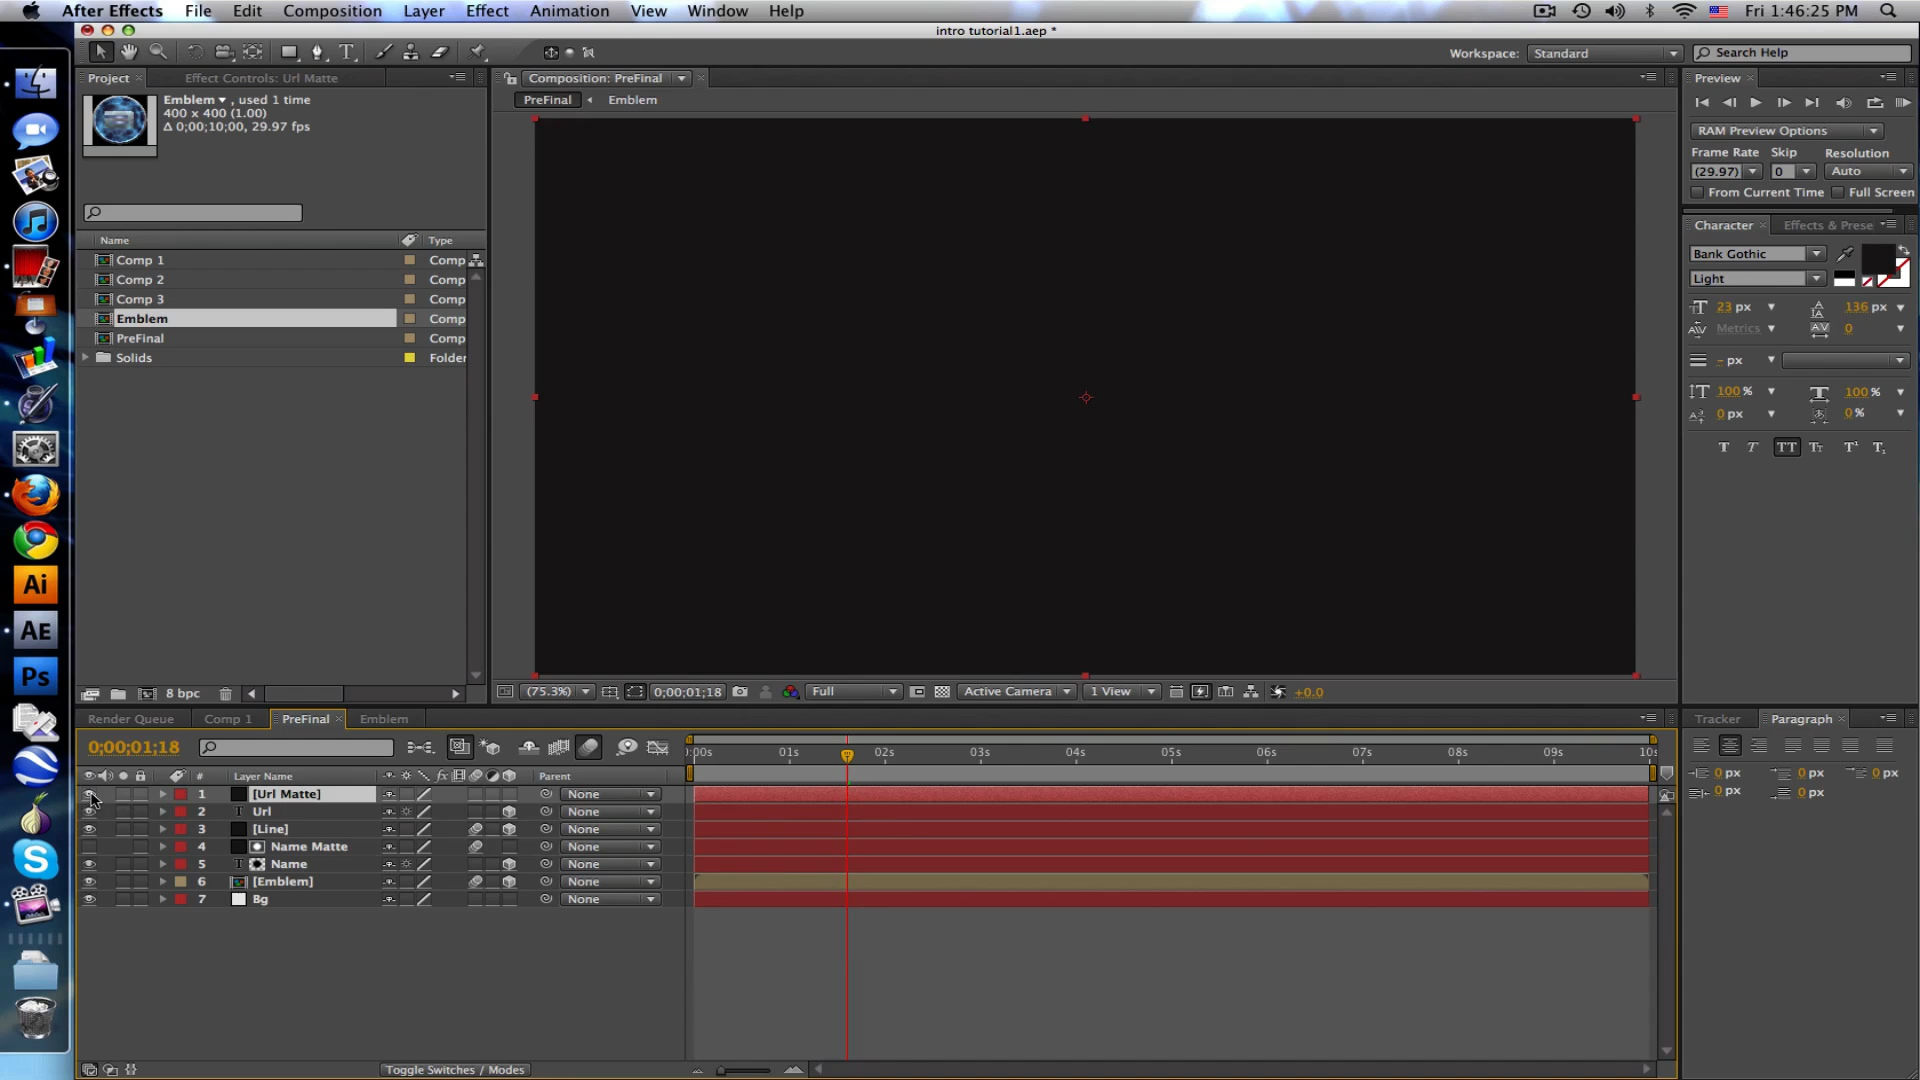 After Effects File Edit Composition Layer Effect Animation View Window Help Fri 1:46:25 PM
intro tutorial1.aep *
Workspace: Standard Search Help
Project Effect Controls: Url Matte
Composition: PreFinal
Preview
PreFinal Emblem
Emblem , used 1 time
400 x 400 (1.00)
Δ 0;00;10;00, 29.97 fps
RAM Preview Options
Frame Rate Skip Resolution
(29.97) 0 Auto
From Current Time Full Screen
Character Effects & Prese
Bank Gothic
Light
23 px 136 px
Metrics 0
- px
100 % 100 %
0 px 0 %
T T TT Tt T¹ T₁
Name Type
Comp 1 Comp
Comp 2 Comp
Comp 3 Comp
Emblem Comp
PreFinal Comp
Solids Folder
8 bpc
(75.3%) 0;00;01;18 Full Active Camera 1 View +0.0
Ai
AE
Ps
Render Queue Comp 1 PreFinal Emblem
Tracker Paragraph
0;00;01;18
):00s 01s 02s 03s 04s 05s 06s 07s 08s 09s 10s
# Layer Name fx Parent
1 [Url Matte] None
2 T Url None
3 [Line] None
4 Name Matte None
5 T Name None
6 [Emblem] None
7 Bg None
0 px 0 px 0 px
0 px 0 px
Toggle Switches / Modes